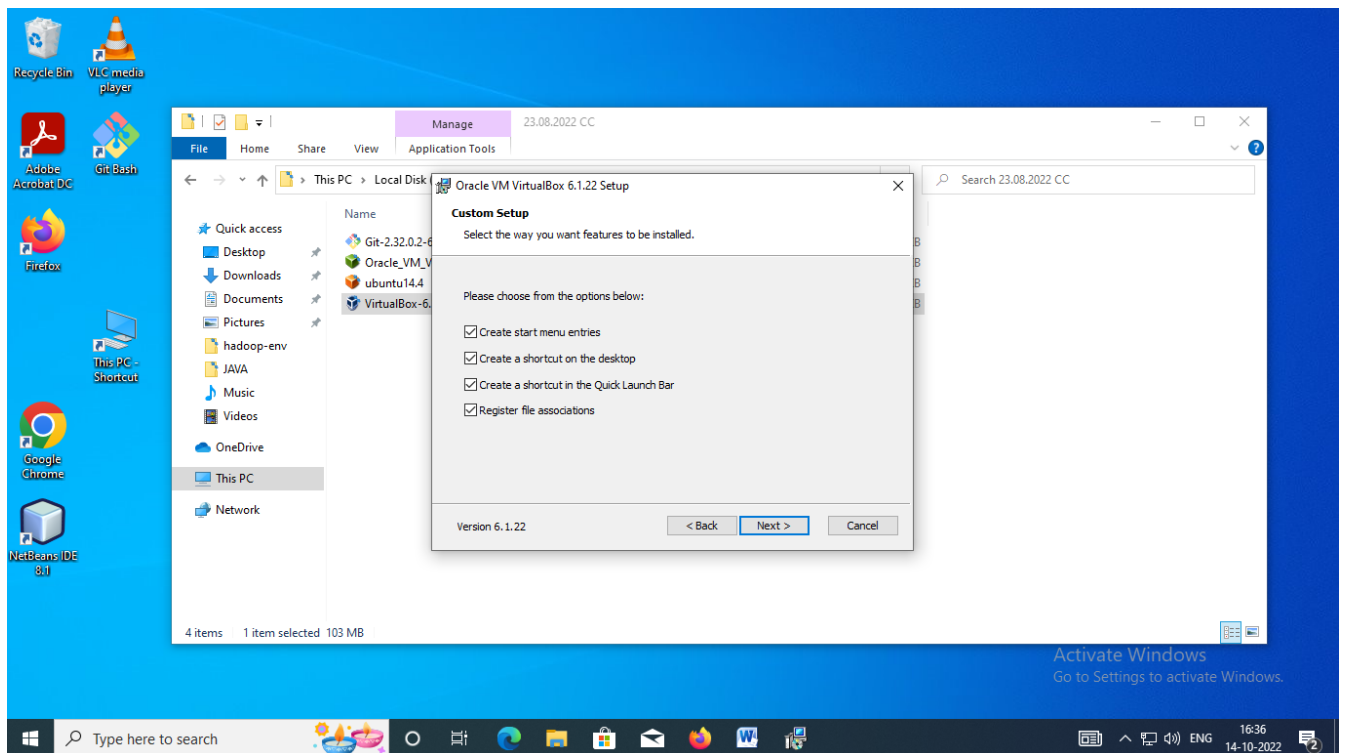 Recycle Bin
VLC media
player
Adobe
Acrobat DC
Git Bash
Firefox
This PC -
Shortcut
Google
Chrome
NetBeans IDE
8.1
Manage
23.08.2022 CC
File
Home
Share
View
Application Tools
This PC > Local Disk (
Search 23.08.2022 CC
Quick access
Desktop
Downloads
Documents
Pictures
hadoop-env
JAVA
Music
Videos
OneDrive
This PC
Network
Name
Git-2.32.0.2-6
Oracle_VM_V
ubuntu14.4
VirtualBox-6.
B
B
B
B
Oracle VM VirtualBox 6.1.22 Setup
Custom Setup
Select the way you want features to be installed.
Please choose from the options below:
Create start menu entries
Create a shortcut on the desktop
Create a shortcut in the Quick Launch Bar
Register file associations
Version 6.1.22
< Back
Next >
Cancel
4 items
1 item selected 103 MB
Activate Windows
Go to Settings to activate Windows.
Type here to search
ENG
16:36
14-10-2022
2